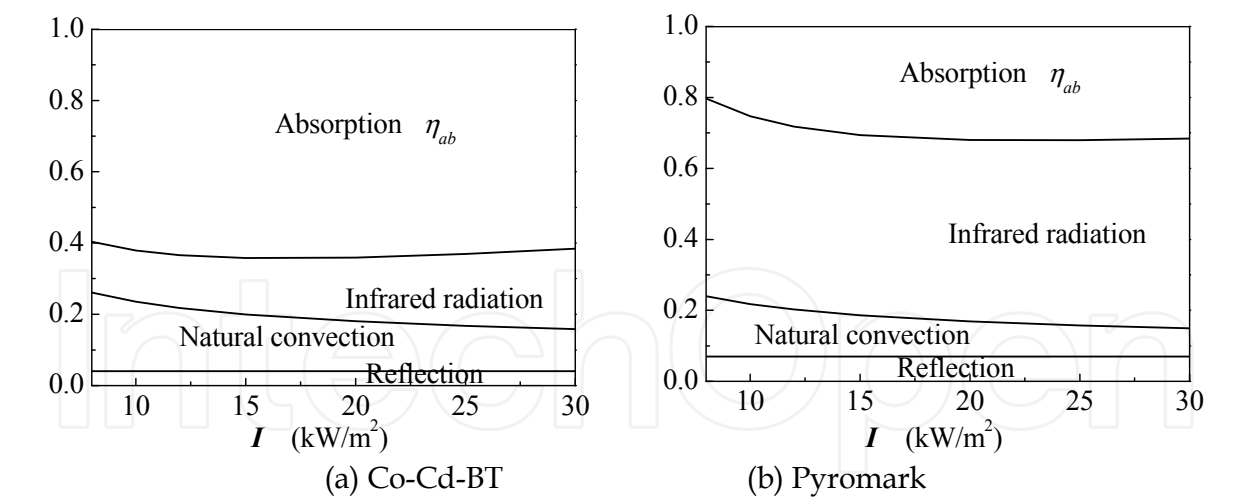 1.0
0.8
0.6
0.4
0.2
0.0
Absorption η_ab
Infrared radiation
Natural convection
Reflection
10 15 20 25 30
I (kW/m²)
(a) Co-Cd-BT
1.0
0.8
0.6
0.4
0.2
0.0
Absorption η_ab
Infrared radiation
Natural convection
Reflection
10 15 20 25 30
I (kW/m²)
(b) Pyromark
IntechOpen